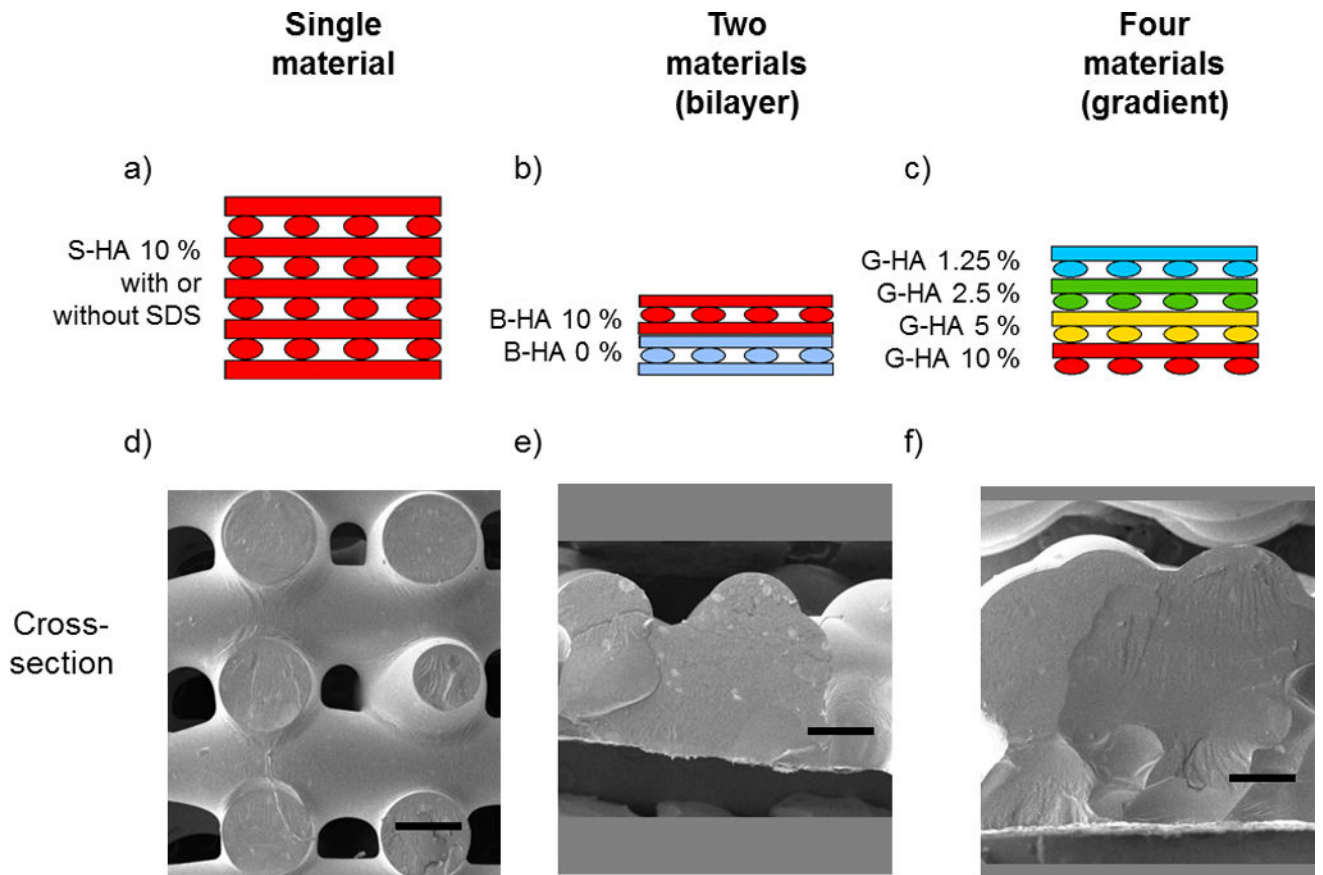 Single
material
Two
materials
(bilayer)
Four
materials
(gradient)
a)
b)
c)
S-HA 10 %
with or
without SDS
B-HA 10 %
B-HA 0 %
G-HA 1.25 %
G-HA 2.5 %
G-HA 5 %
G-HA 10 %
d)
e)
f)
Cross-
section